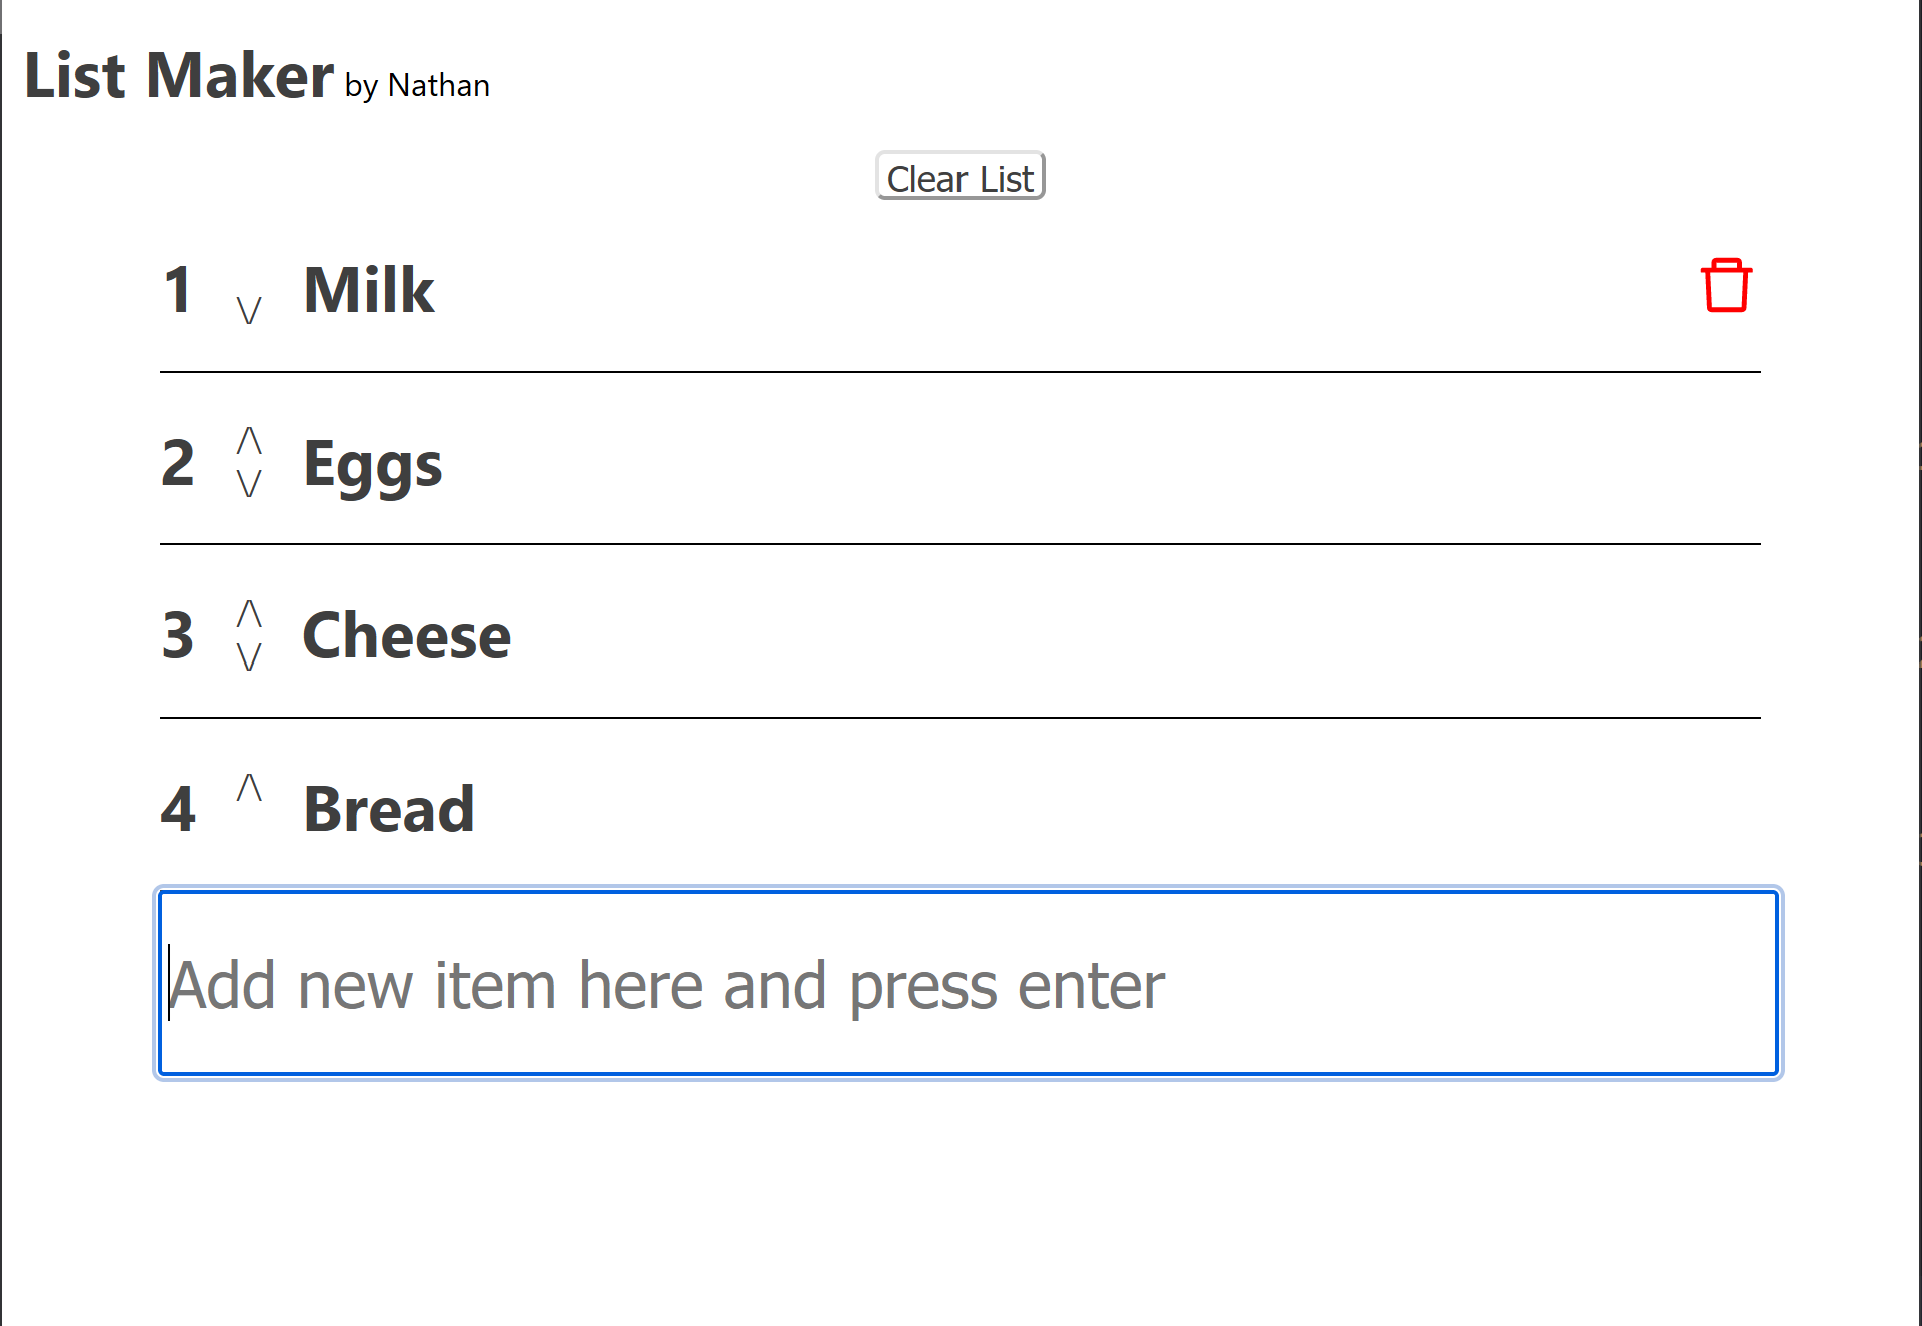 List Maker by Nathan
Clear List
1 Milk
2 Eggs
3 Cheese
4 Bread
Add new item here and press enter